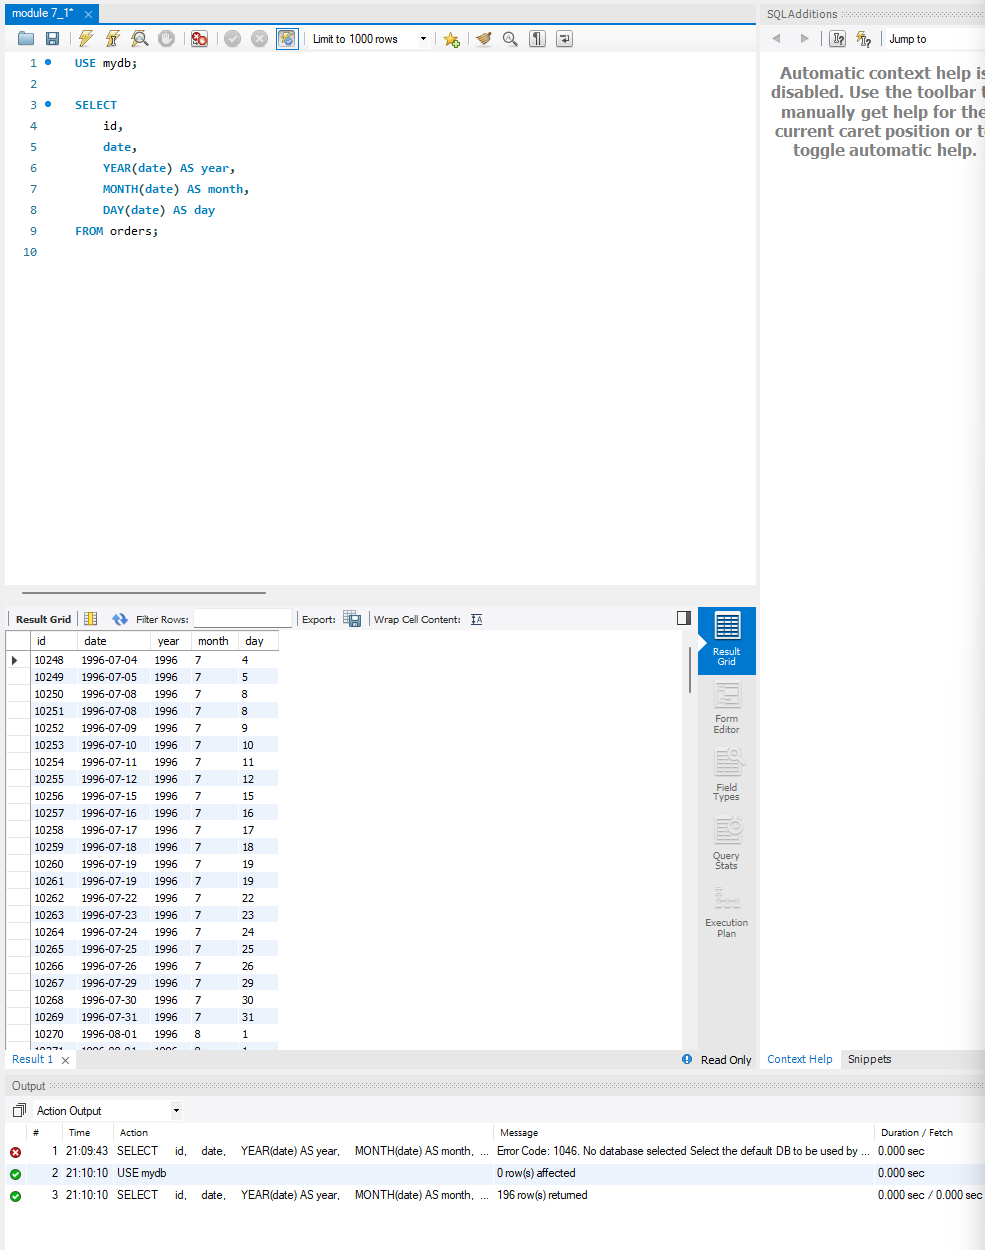 module 7_1*
SQLAdditions
Limit to 1000 rows
Jump to
1 USE mydb;
2
3 SELECT
4 id,
5 date,
6 YEAR(date) AS year,
7 MONTH(date) AS month,
8 DAY(date) AS day
9 FROM orders;
10
Automatic context help is
disabled. Use the toolbar
manually get help for the
current caret position or
toggle automatic help.
Result Grid Filter Rows: Export: Wrap Cell Content:
id date year month day
10248 1996-07-04 1996 7 4
10249 1996-07-05 1996 7 5
10250 1996-07-08 1996 7 8
10251 1996-07-08 1996 7 8
10252 1996-07-09 1996 7 9
10253 1996-07-10 1996 7 10
10254 1996-07-11 1996 7 11
10255 1996-07-12 1996 7 12
10256 1996-07-15 1996 7 15
10257 1996-07-16 1996 7 16
10258 1996-07-17 1996 7 17
10259 1996-07-18 1996 7 18
10260 1996-07-19 1996 7 19
10261 1996-07-19 1996 7 19
10262 1996-07-22 1996 7 22
10263 1996-07-23 1996 7 23
10264 1996-07-24 1996 7 24
10265 1996-07-25 1996 7 25
10266 1996-07-26 1996 7 26
10267 1996-07-29 1996 7 29
10268 1996-07-30 1996 7 30
10269 1996-07-31 1996 7 31
10270 1996-08-01 1996 8 1
Result
Grid
Form
Editor
Field
Types
Query
Stats
Execution
Plan
Result 1
Read Only
Context Help Snippets
Output
Action Output
# Time Action Message Duration / Fetch
1 21:09:43 SELECT id, date, YEAR(date) AS year, MONTH(date) AS month, ... Error Code: 1046. No database selected Select the default DB to be used by ... 0.000 sec
2 21:10:10 USE mydb 0 row(s) affected 0.000 sec
3 21:10:10 SELECT id, date, YEAR(date) AS year, MONTH(date) AS month, ... 196 row(s) returned 0.000 sec / 0.000 sec